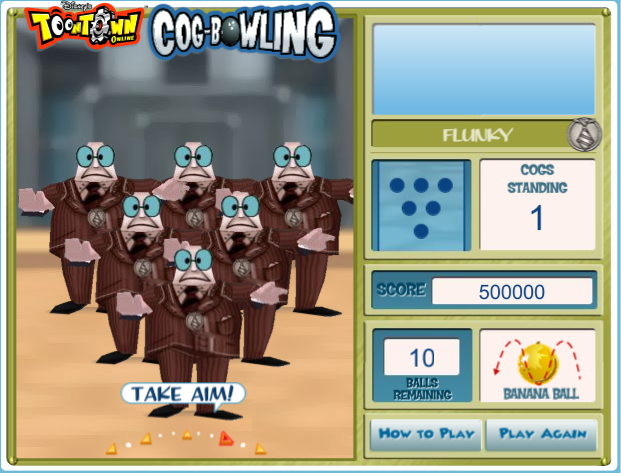 Disney's
TOONTOWN
ONLINE
COG-BOWLING
FLUNKY
COGS
STANDING
1
SCORE 500000
10
BALLS
REMAINING
BANANA BALL
TAKE AIM!
HOW TO PLAY
PLAY AGAIN